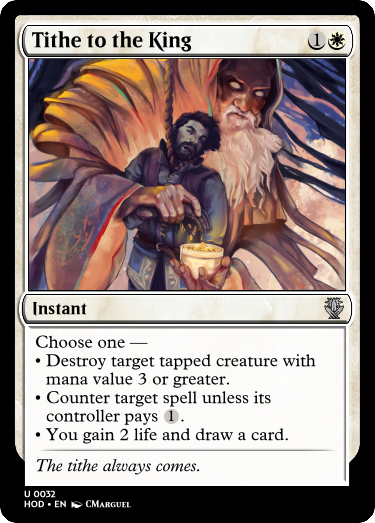 Tithe to the King 1
Instant
Choose one —
• Destroy target tapped creature with
mana value 3 or greater.
• Counter target spell unless its
controller pays 1.
• You gain 2 life and draw a card.
The tithe always comes.
U 0032
HOD • EN CMarguel